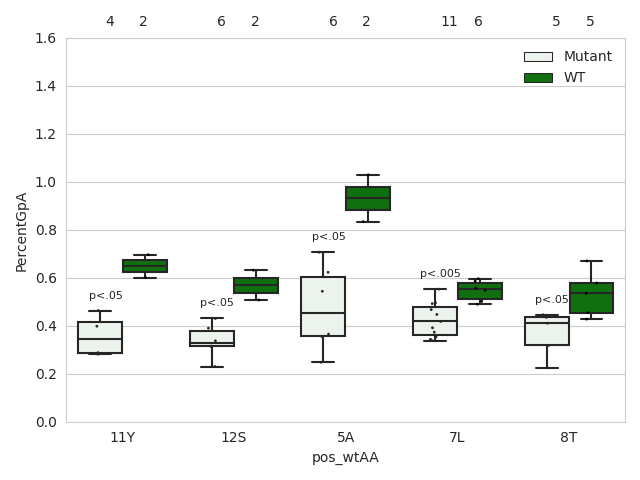 4 2 6 2 6 2 11 6 5 5
1.6
Mutant
WT
1.4
1.2
1.0
0.8
0.6
0.4
0.2
0.0
PercentGpA
p<.05
p<.05
p<.05
p<.005
p<.05
11Y 12S 5A 7L 8T
pos_wtAA